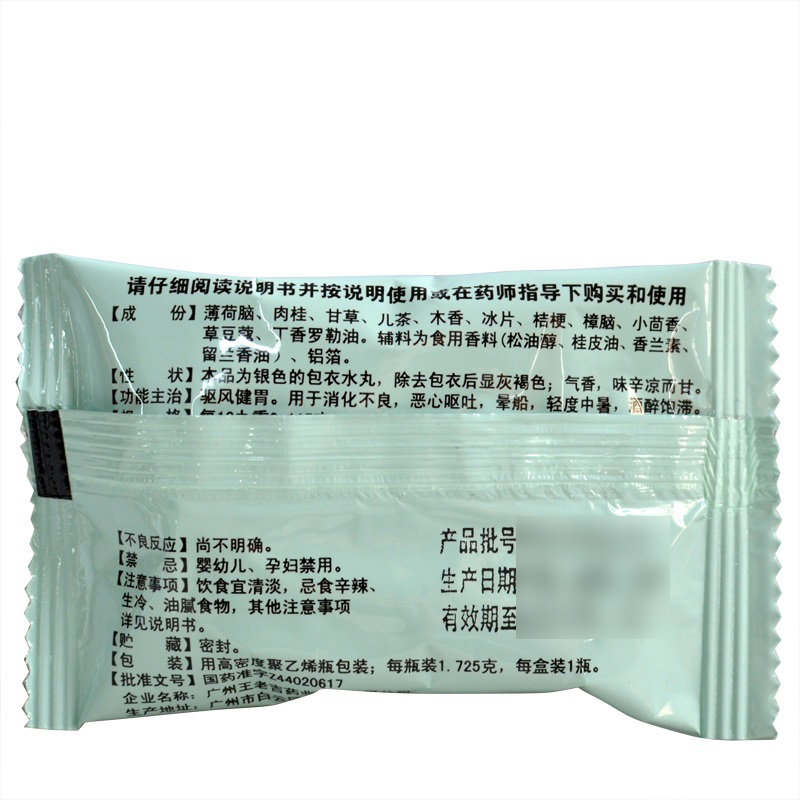 请仔细阅读说明书并按说明使用或在药师指导下购买和使用
【成　份】薄荷脑、肉桂、甘草、儿茶、木香、冰片、桔梗、樟脑、小茴香、
草豆蔻、丁香罗勒油。辅料为食用香料(松油醇、桂皮油、香兰素、
留兰香油)、铝箔。
【性　状】本品为银色的包衣水丸，除去包衣后显灰褐色；气香，味辛凉而甘。
【功能主治】驱风健胃。用于消化不良，恶心呕吐，晕船，轻度中暑，酒醉饱滞。
【不良反应】尚不明确。
【禁　忌】婴幼儿、孕妇禁用。
【注意事项】饮食宜清淡，忌食辛辣、
生冷、油腻食物，其他注意事项
详见说明书。
【贮　藏】密封。
【包　装】用高密度聚乙烯瓶包装；每瓶装1.725克，每盒装1瓶。
【批准文号】国药准字Z44020617
企业名称：广州王老吉药业
生产地址：广州市白云
产品批号
生产日期
有效期至